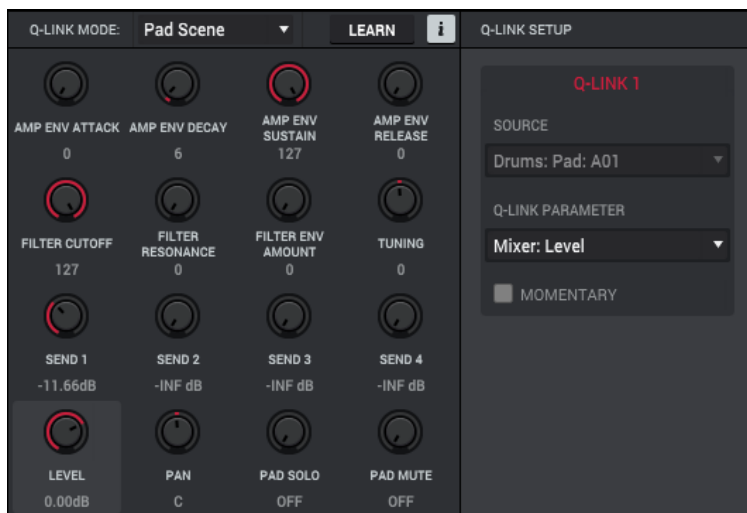 Q-LINK MODE: Pad Scene LEARN i Q-LINK SETUP
Q-LINK 1
AMP ENV ATTACK AMP ENV DECAY AMP ENV SUSTAIN AMP ENV RELEASE
0 6 127 0
SOURCE
Drums: Pad: A01
Q-LINK PARAMETER
Mixer: Level
MOMENTARY
FILTER CUTOFF FILTER RESONANCE FILTER ENV AMOUNT TUNING
127 0 0 0
SEND 1 SEND 2 SEND 3 SEND 4
-11.66dB -INF dB -INF dB -INF dB
LEVEL PAN PAD SOLO PAD MUTE
0.00dB C OFF OFF